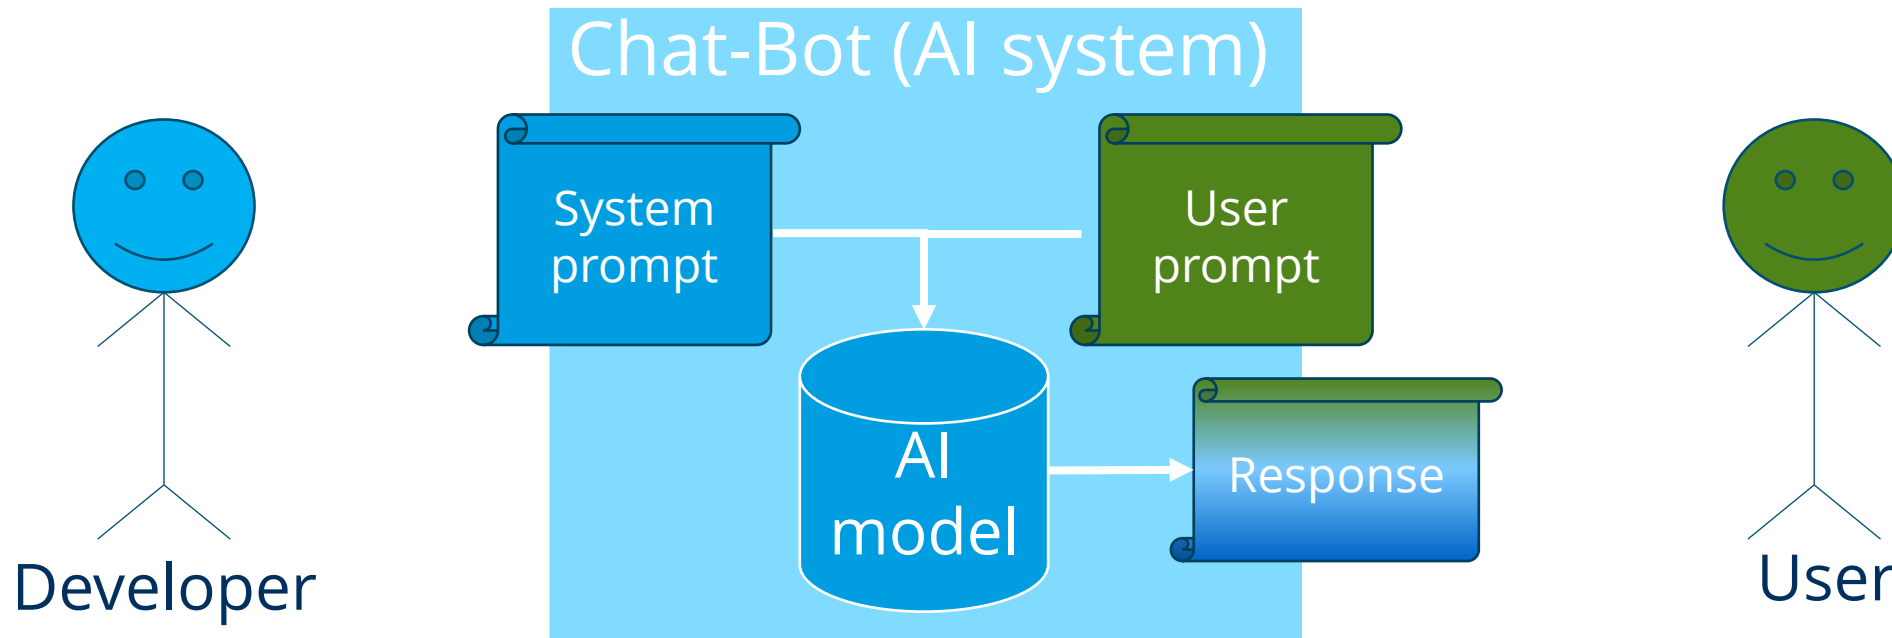 Chat-Bot (AI system)
System
prompt
User
prompt
AI
model
Response
Developer
User